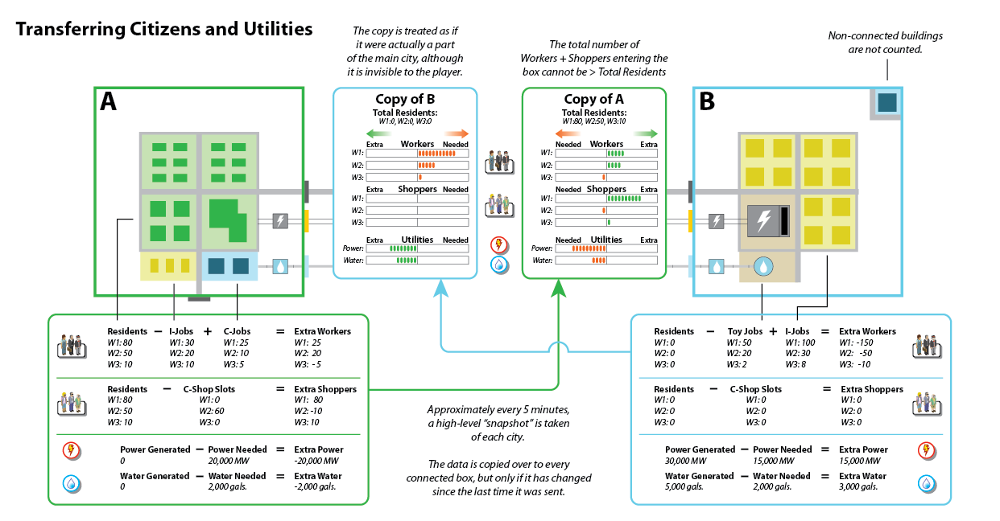 Transferring Citizens and Utilities
The copy is treated as if
it were actually a part
of the main city, although
it is invisible to the player.
The total number of
Workers + Shoppers entering the
box cannot be > Total Residents
Non-connected buildings
are not counted.
A
Copy of B
Total Residents:
W1:0, W2:0, W3:0
Extra Workers Needed
W1:
W2:
W3:
Extra Shoppers Needed
W1:
W2:
W3:
Extra Utilities Needed
Power:
Water:
Copy of A
Total Residents:
W1:80, W2:50, W3:10
Needed Workers Extra
W1:
W2:
W3:
Needed Shoppers Extra
W1:
W2:
W3:
Needed Utilities Extra
Power:
Water:
B
Residents – I-Jobs + C-Jobs = Extra Workers
W1: 80 W1: 30 W1: 25 W1: 25
W2: 50 W2: 20 W2: 10 W2: 20
W3: 10 W3: 10 W3: 5 W3: - 5
Residents – C-Shop Slots = Extra Shoppers
W1: 80 W1: 0 W1: 80
W2: 50 W2: 60 W2: -10
W3: 10 W3: 0 W3: 10
Power Generated – Power Needed = Extra Power
0 20,000 MW -20,000 MW
Water Generated – Water Needed = Extra Water
0 2,000 gals. -2,000 gals.
Approximately every 5 minutes,
a high-level “snapshot” is taken
of each city.
The data is copied over to every
connected box, but only if it has changed
since the last time it was sent.
Residents – Toy Jobs + I-Jobs = Extra Workers
W1: 0 W1: 50 W1: 100 W1: -150
W2: 0 W2: 20 W2: 30 W2: -50
W3: 0 W3: 2 W3: 8 W3: -10
Residents – C-Shop Slots = Extra Shoppers
W1: 0 W1: 0 W1: 0
W2: 0 W2: 0 W2: 0
W3: 0 W3: 0 W3: 0
Power Generated – Power Needed = Extra Power
30,000 MW 15,000 MW 15,000 MW
Water Generated – Water Needed = Extra Water
5,000 gals. 2,000 gals. 3,000 gals.